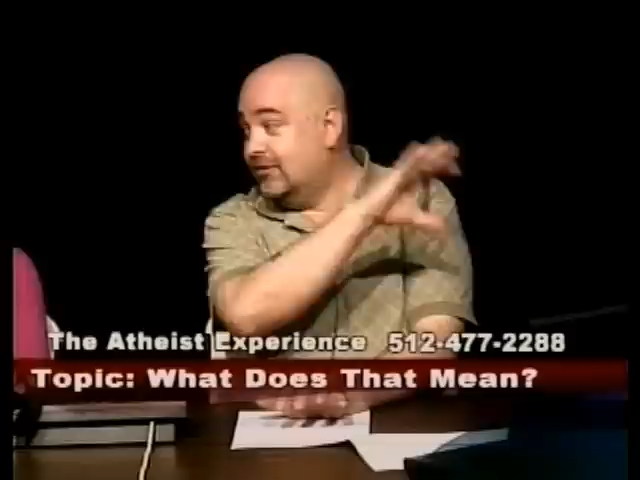 The Atheist Experience 512-477-2288
Topic: What Does That Mean?